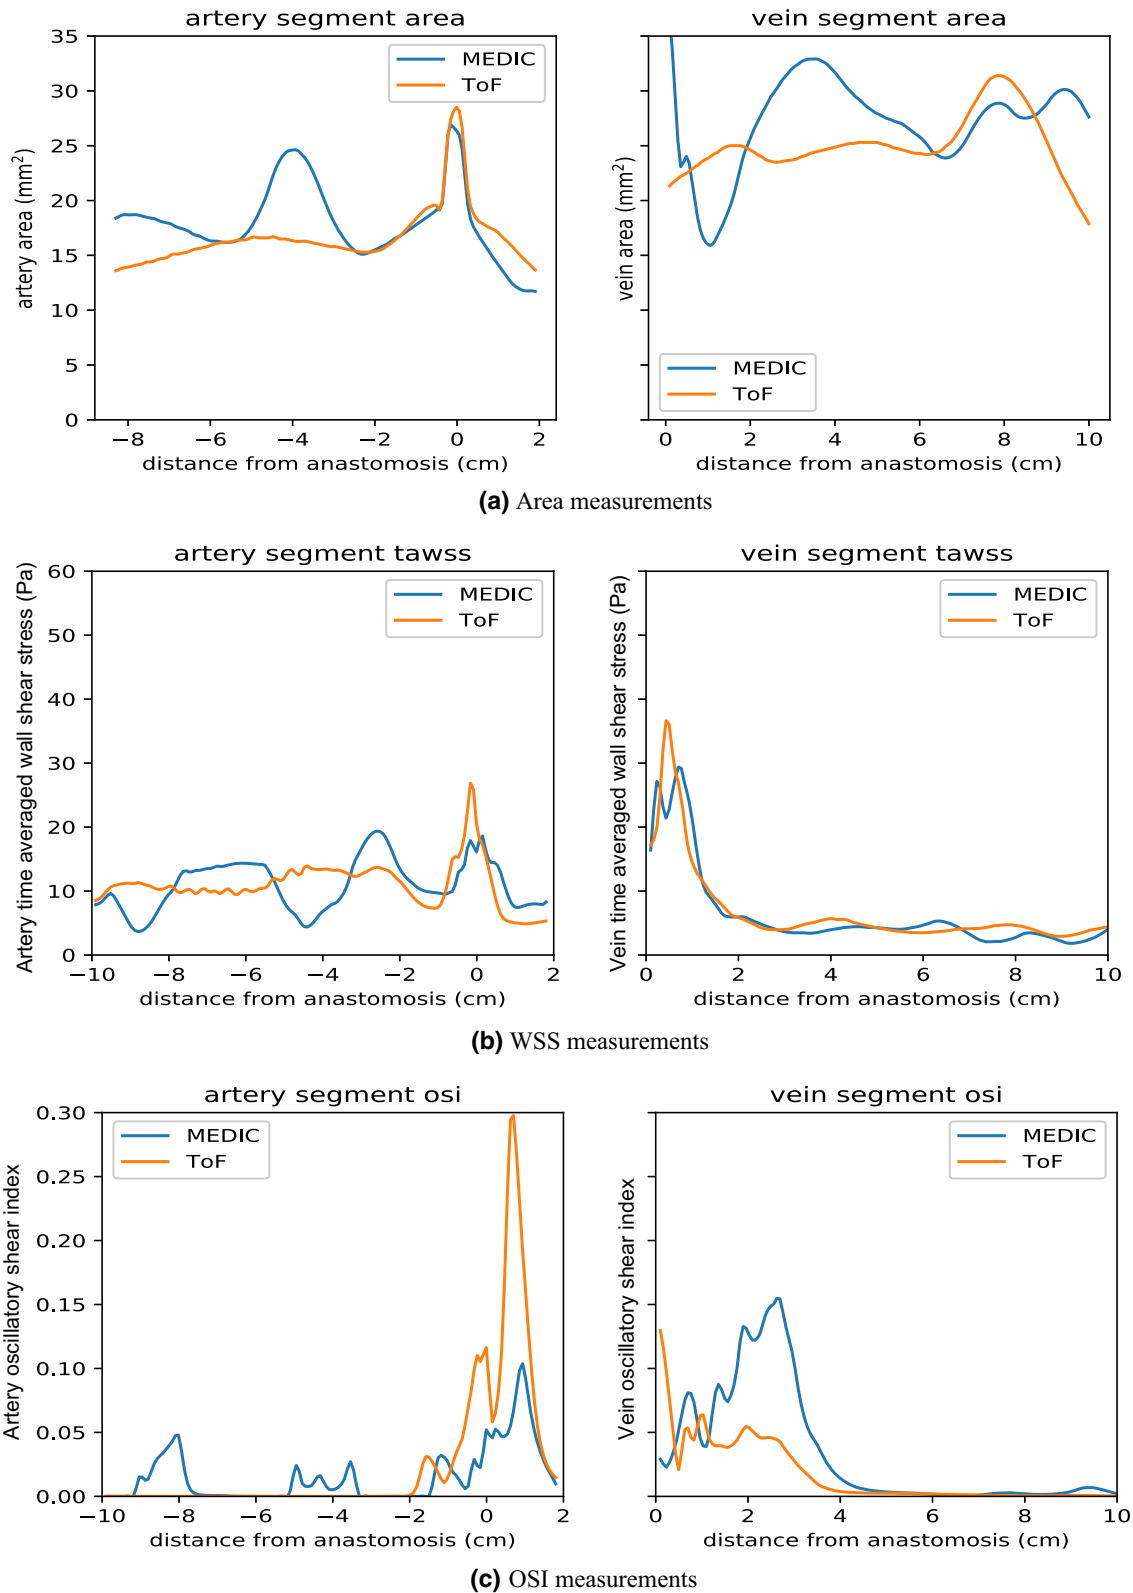 artery segment area
vein segment area
35
30
25
20
15
10
5
0
artery area (mm²)
MEDIC
ToF
−8 −6 −4 −2 0 2
distance from anastomosis (cm)
vein area (mm²)
MEDIC
ToF
0 2 4 6 8 10
distance from anastomosis (cm)
(a) Area measurements
artery segment tawss
vein segment tawss
60
50
40
30
20
10
0
Artery time averaged wall shear stress (Pa)
MEDIC
ToF
−10 −8 −6 −4 −2 0 2
distance from anastomosis (cm)
Vein time averaged wall shear stress (Pa)
MEDIC
ToF
0 2 4 6 8 10
distance from anastomosis (cm)
(b) WSS measurements
artery segment osi
vein segment osi
0.30
0.25
0.20
0.15
0.10
0.05
0.00
Artery oscillatory shear index
MEDIC
ToF
−10 −8 −6 −4 −2 0 2
distance from anastomosis (cm)
Vein oscillatory shear index
MEDIC
ToF
0 2 4 6 8 10
distance from anastomosis (cm)
(c) OSI measurements